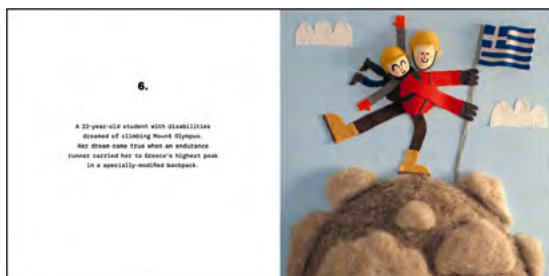 6.
A 22-year-old student with disabilities
dreamed of climbing Mount Olympus.
Her dream came true when an endurance
runner carried her to Greece's highest peak
in a specially-modified backpack.